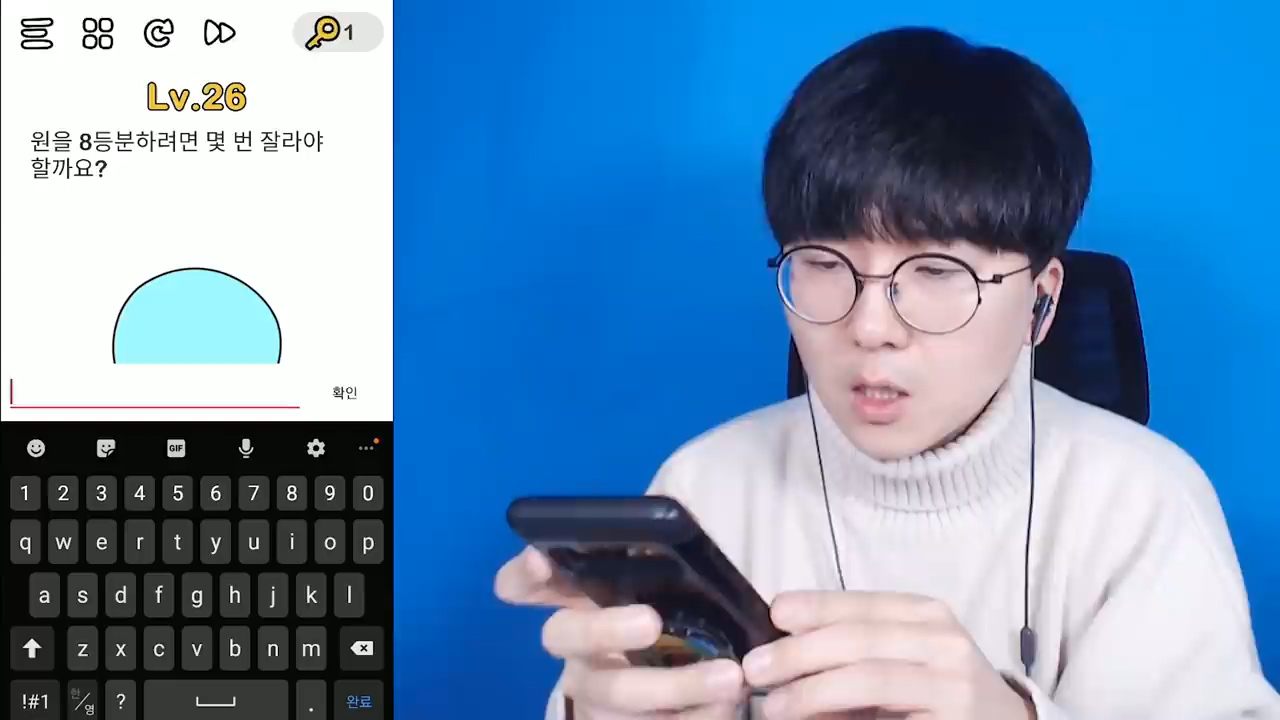 1
Lv.26
원을 8등분하려면 몇 번 잘라야
할까요?
확인
GIF
1 2 3 4 5 6 7 8 9 0
q w e r t y u i o p
a s d f g h j k l
z x c v b n m
!#1 한/영 ? . 완료